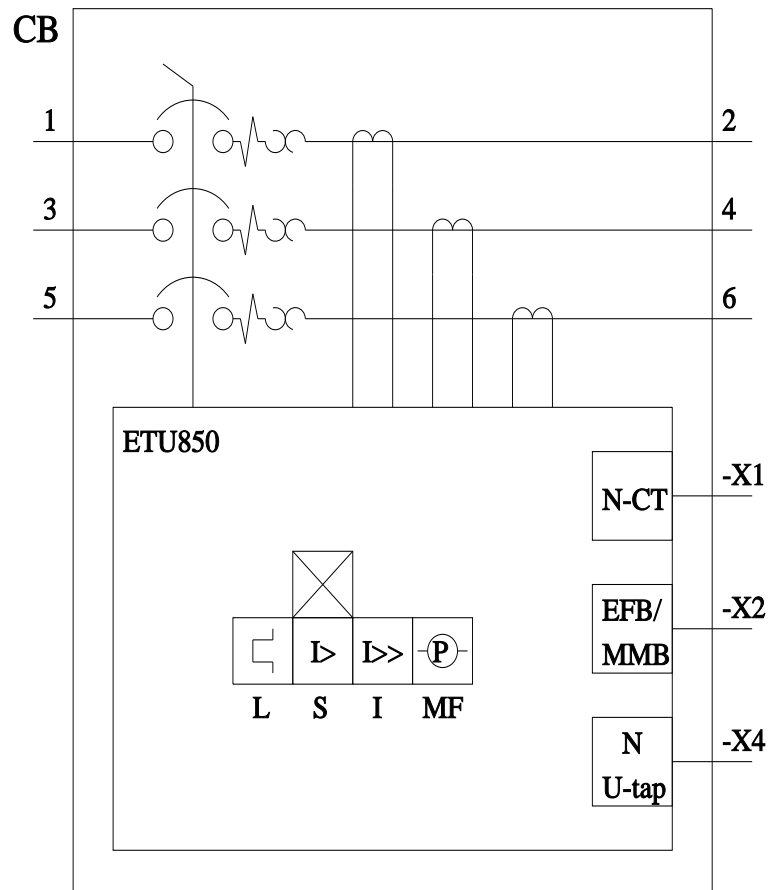 CB
1
2
3
4
5
6
ETU850
N-CT
-X1
EFB/
MMB
-X2
I>
I>>
P
L
S
I
MF
N
U-tap
-X4